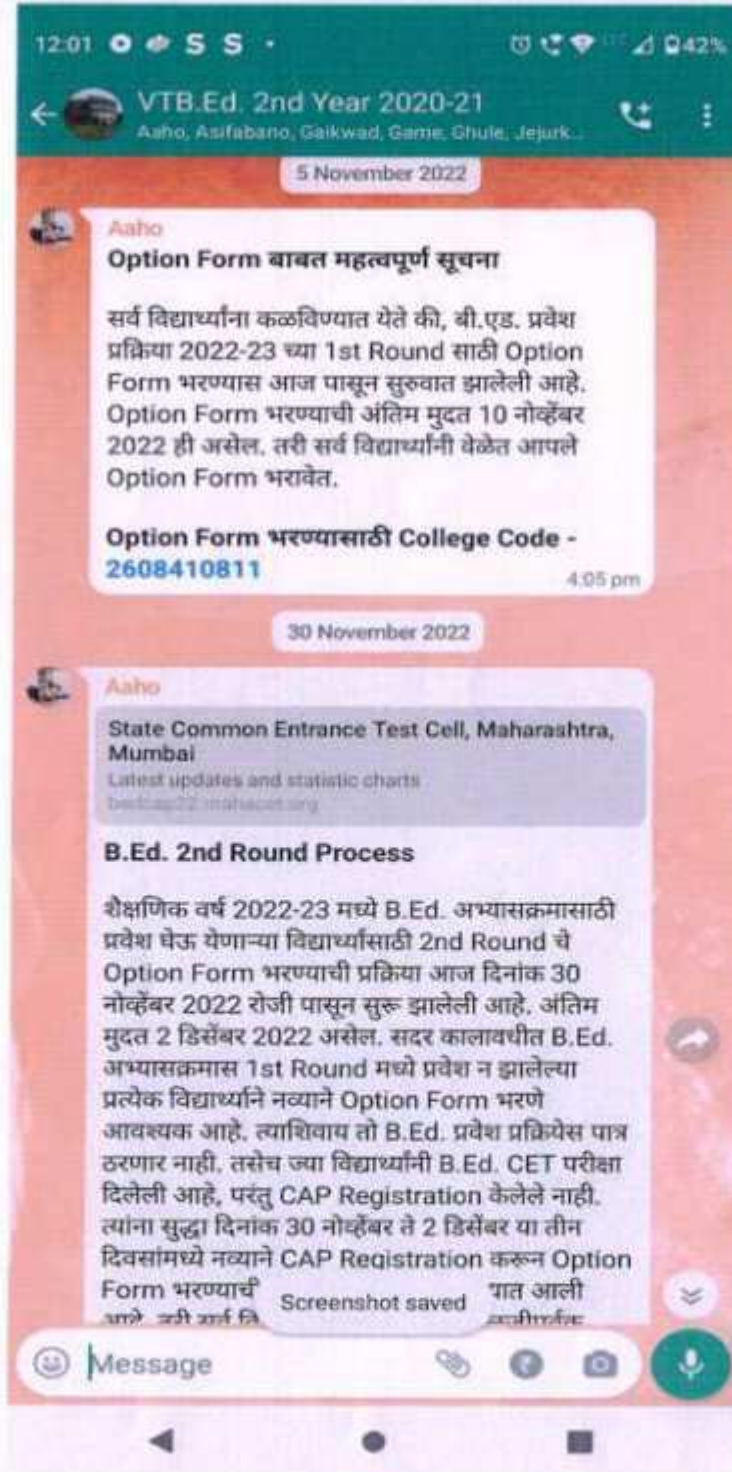 12:01 S S 42%
VTB.Ed. 2nd Year 2020-21
Aaho, Asifabano, Gaikwad, Game, Ghule, Jejurk...
5 November 2022
Aaho
Option Form बाबत महत्वपूर्ण सूचना
सर्व विद्यार्थ्यांना कळविण्यात येते की, बी.एड. प्रवेश
प्रक्रिया 2022-23 च्या 1st Round साठी Option
Form भरण्यास आज पासून सुरुवात झालेली आहे.
Option Form भरण्याची अंतिम मुदत 10 नोव्हेंबर
2022 ही असेल. तरी सर्व विद्यार्थ्यांनी वेळेत आपले
Option Form भरावेत.
Option Form भरण्यासाठी College Code -
2608410811
4:05 pm
30 November 2022
Aaho
State Common Entrance Test Cell, Maharashtra,
Mumbai
Latest updates and statistic charts
bedcap22.mahacet.org
B.Ed. 2nd Round Process
शैक्षणिक वर्ष 2022-23 मध्ये B.Ed. अभ्यासक्रमासाठी
प्रवेश घेऊ येणाऱ्या विद्यार्थ्यांसाठी 2nd Round चे
Option Form भरण्याची प्रक्रिया आज दिनांक 30
नोव्हेंबर 2022 रोजी पासून सुरू झालेली आहे. अंतिम
मुदत 2 डिसेंबर 2022 असेल. सदर कालावधीत B.Ed.
अभ्यासक्रमास 1st Round मध्ये प्रवेश न झालेल्या
प्रत्येक विद्यार्थ्याने नव्याने Option Form भरणे
आवश्यक आहे. त्याशिवाय तो B.Ed. प्रवेश प्रक्रियेस पात्र
ठरणार नाही. तसेच ज्या विद्यार्थ्यांनी B.Ed. CET परीक्षा
दिलेली आहे, परंतु CAP Registration केलेले नाही.
त्यांना सुद्धा दिनांक 30 नोव्हेंबर ते 2 डिसेंबर या तीन
दिवसांमध्ये नव्याने CAP Registration करून Option
Form भरण्याची यात आली
Screenshot saved
Message